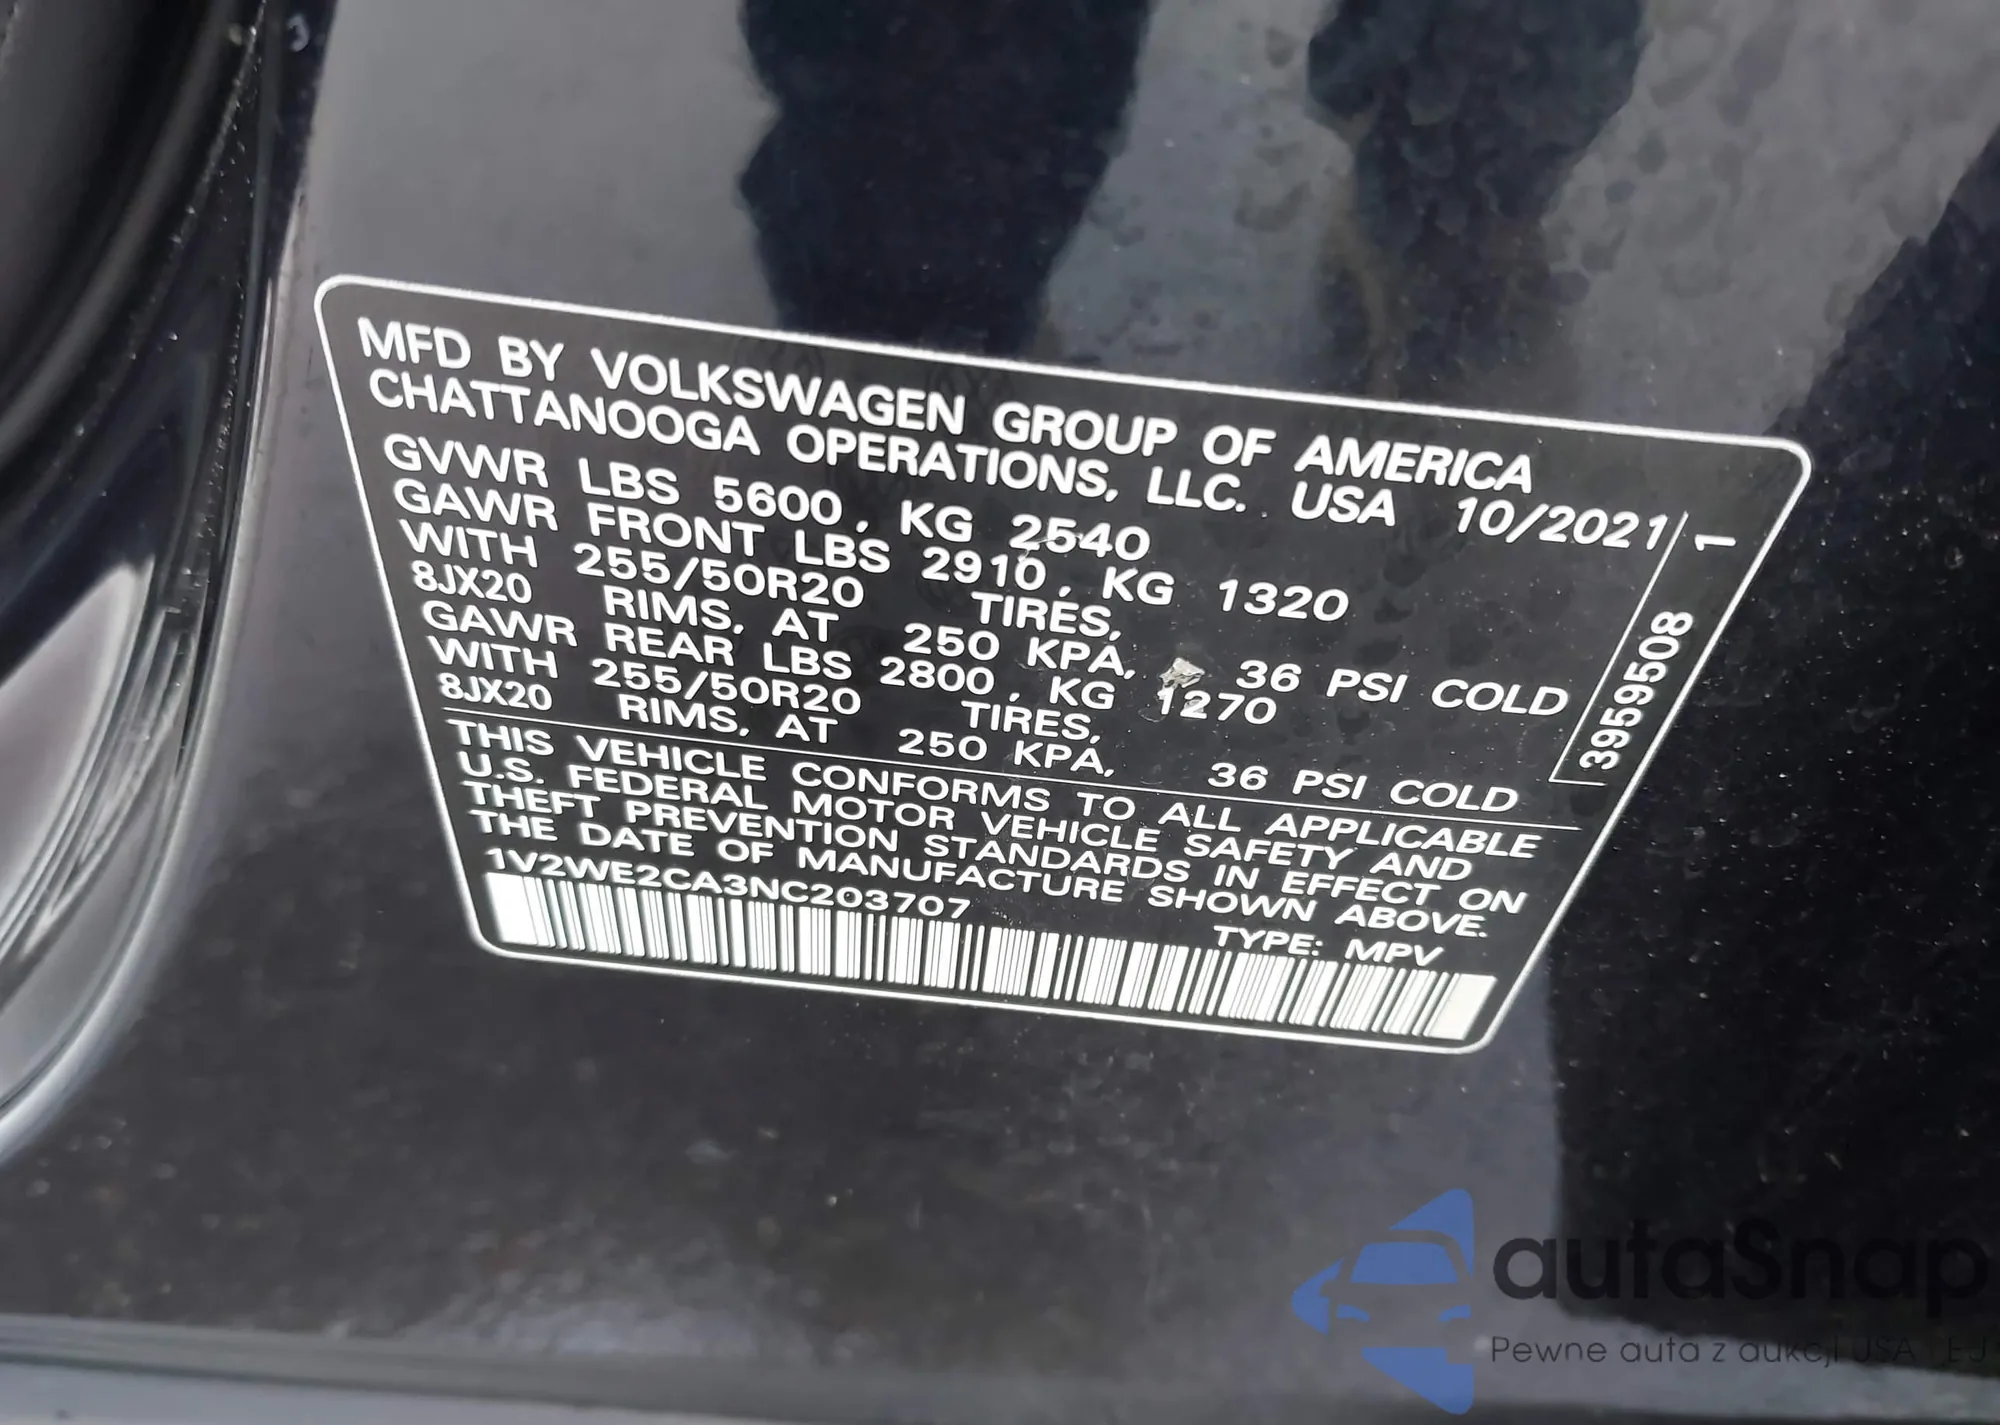 MFD BY VOLKSWAGEN GROUP OF AMERICA
CHATTANOOGA OPERATIONS, LLC. USA 10/2021
GVWR LBS 5600, KG 2540
GAWR FRONT LBS 2910, KG 1320
WITH 255/50R20 TIRES,
8JX20 RIMS, AT 250 KPA, 36 PSI COLD
GAWR REAR LBS 2800, KG 1270
WITH 255/50R20 TIRES,
8JX20 RIMS, AT 250 KPA, 36 PSI COLD
THIS VEHICLE CONFORMS TO ALL APPLICABLE
U.S. FEDERAL MOTOR VEHICLE SAFETY AND
THEFT PREVENTION STANDARDS IN EFFECT ON
THE DATE OF MANUFACTURE SHOWN ABOVE.
1V2WE2CA3NC203707
TYPE: MPV
3959508 1
autaSnap
Pewne auta z aukcji USA i EJ